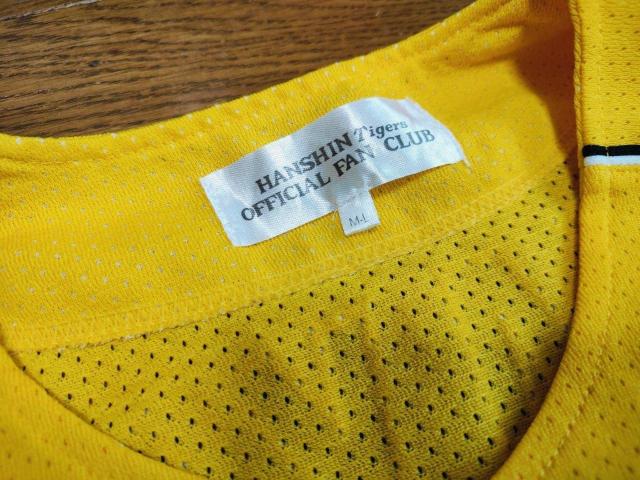 HANSHIN Tigers
OFFICIAL FAN CLUB
M-L